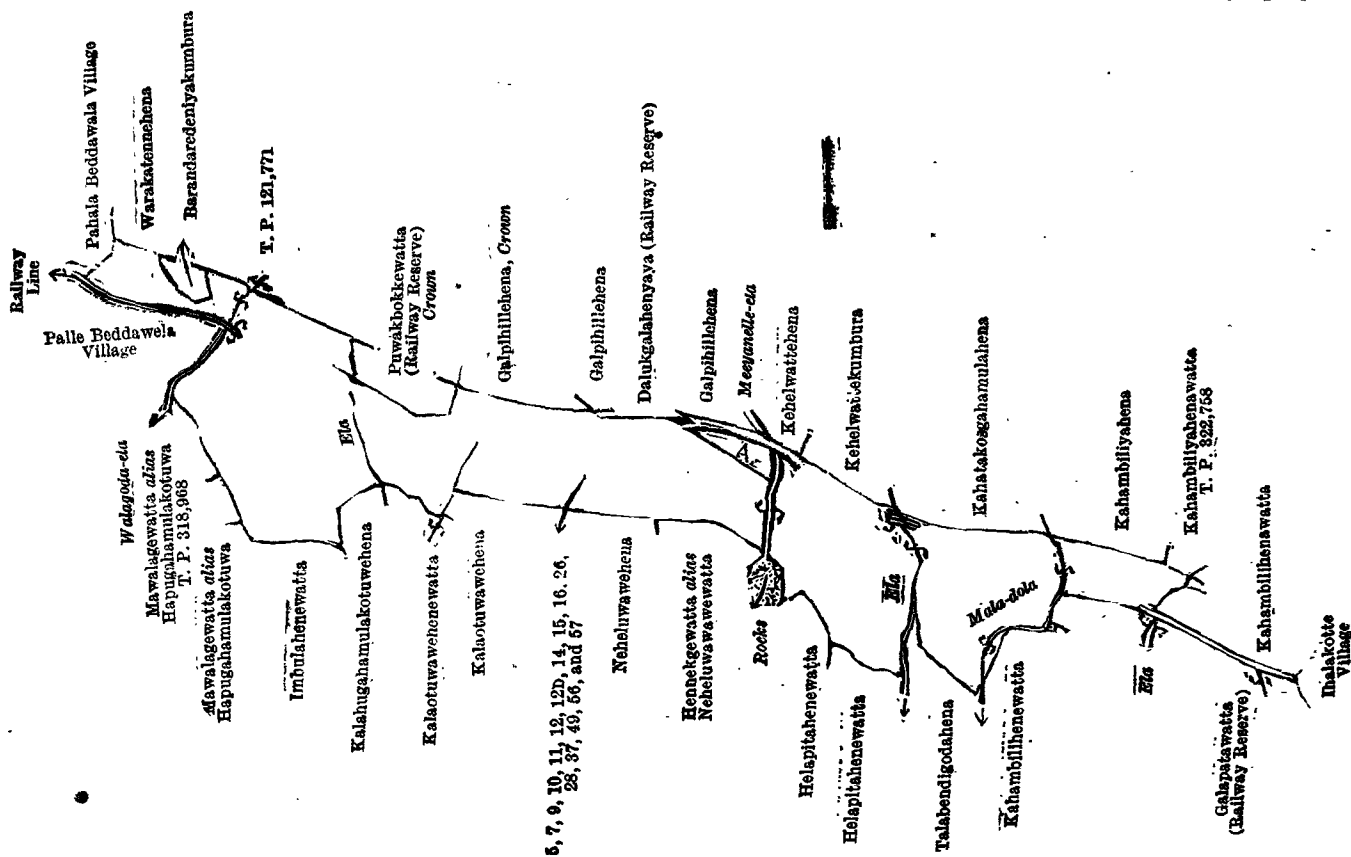 Railway
Line
Pahala Beddawala Village
Warakatennehena
Barandaredeniyakumbura
T. P. 121,771
Palle Beddawela
Village
Puwakbokkewatta
(Railway Reserve)
Crown
Galpihillehena, Crown
Galpihillehena
Dalukgalahenyaya (Railway Reserve)
Galpihillehena
Meeyanelle-ela
Kehelwattehena
Kehelwattekumbura
Kahatakosgahamulahena
Kahambiliyahena
Kahambiliyahenawata
T. P. 322,758
Kahambilihenawatta
Ihalakotte
Village
Walagoda-ela
Mawalagewatta alias
Hapugahamulakotuwa
T. P. 318,968
Mawalagewatta alias
Hapugahamulakotuwa
Imbulahenewatta
Kalahugahamulakotuwehena
Kalaotuwawehenewatta
Kalaotuwawehena
5, 7, 9, 10, 11, 12, 12D, 14, 15, 16, 26,
28, 37, 49, 56, and 57
Neheluwawehena
Hennekgewatta alias
Neheluwawawewatta
Rocks
Helapitahenewatta
Helapitahenewatta
Talabendigodahena
Kahambilihenewatta
Galapatawatta
(Railway Reserve)
Ela
A
Ela
Mala-dola
Ela